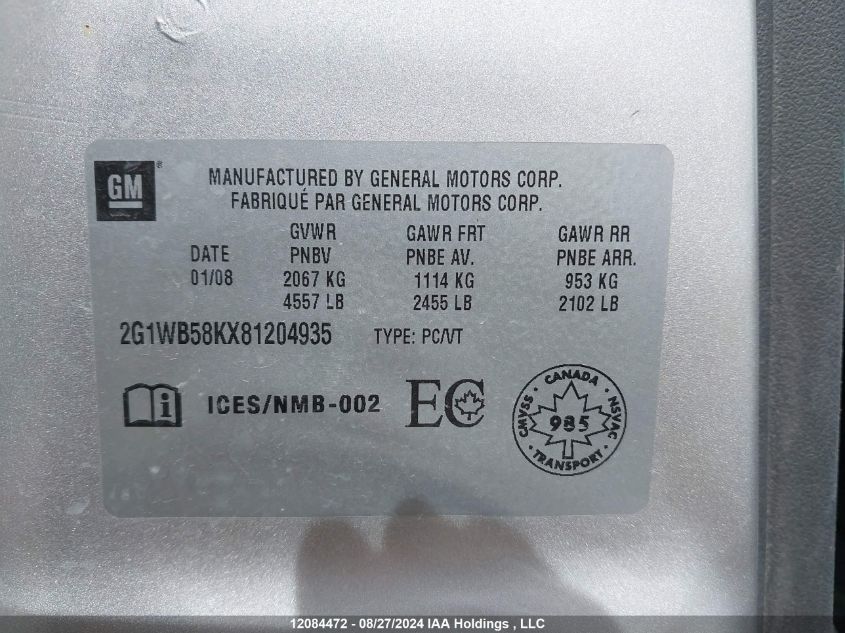 GM ®
MANUFACTURED BY GENERAL MOTORS CORP.
FABRIQUÉ PAR GENERAL MOTORS CORP.
GVWR GAWR FRT GAWR RR
DATE PNBV PNBE AV. PNBE ARR.
01/08 2067 KG 1114 KG 953 KG
4557 LB 2455 LB 2102 LB
2G1WB58KX81204935 TYPE: PC/VT
i ICES/NMB-002 EC
CANADA
CMVSS 985 NSVAC
TRANSPORT
12084472 - 08/27/2024 IAA Holdings , LLC